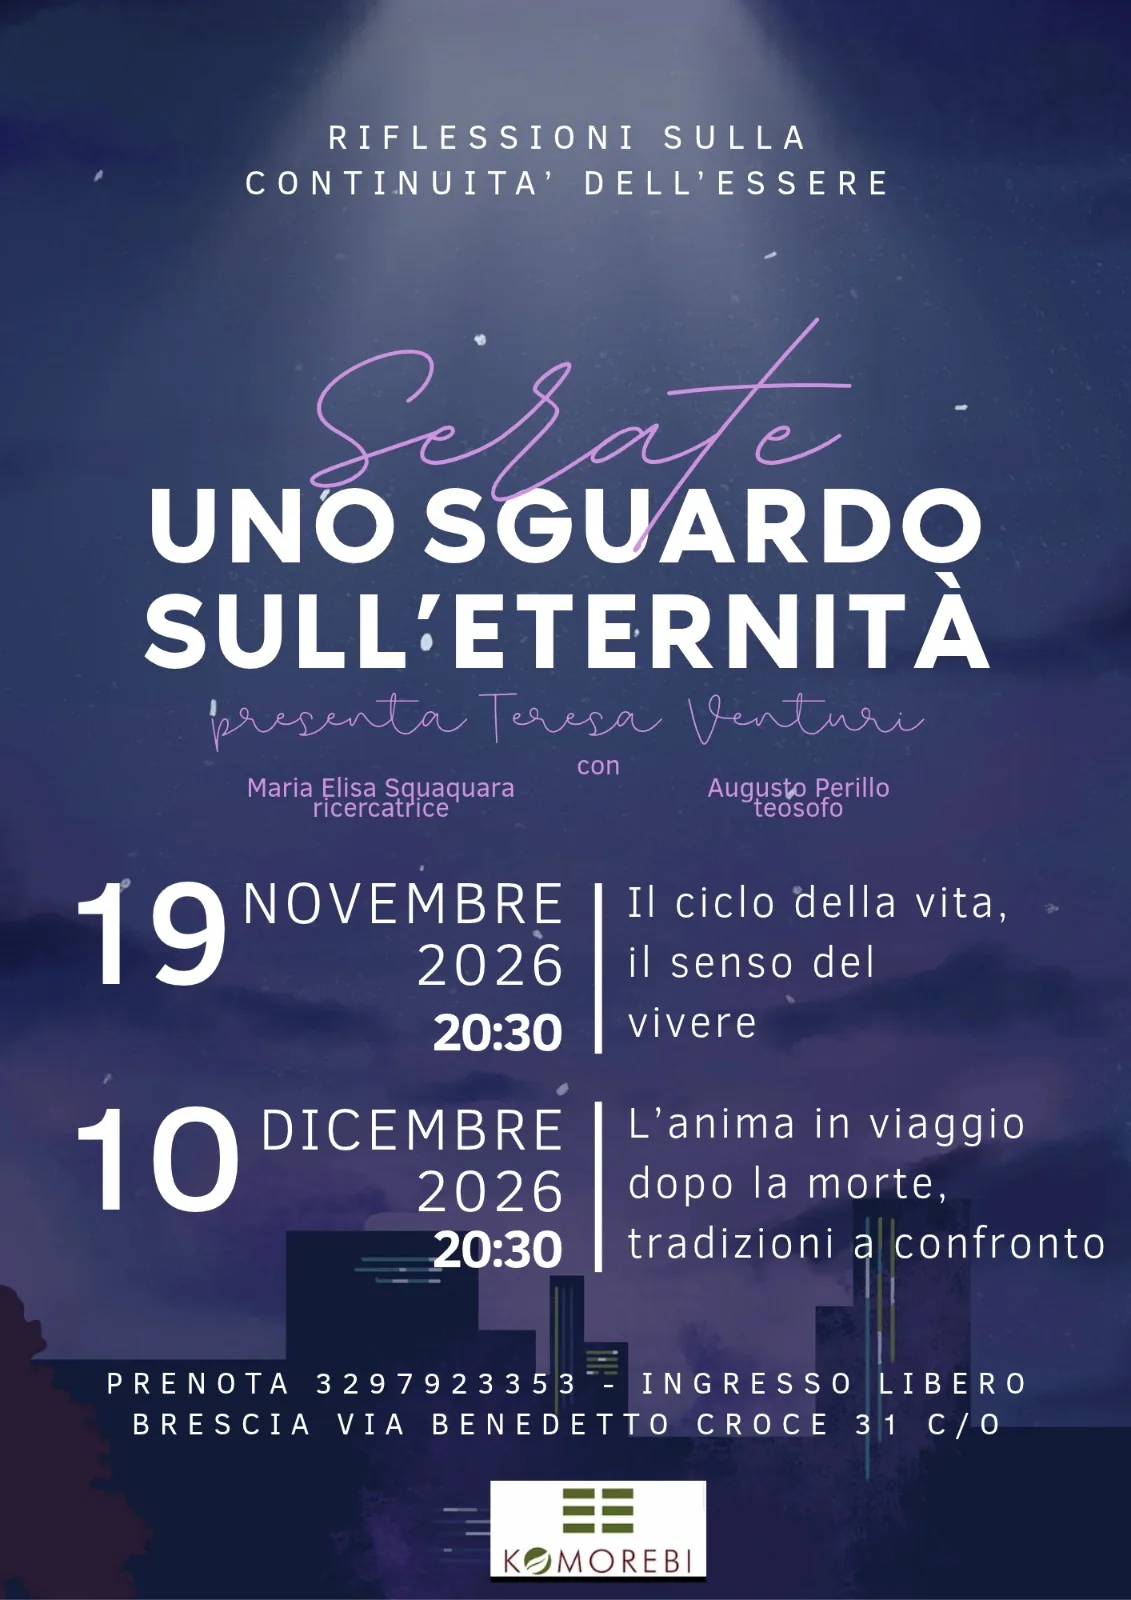 RIFLESSIONI SULLA
CONTINUITA' DELL'ESSERE
Serate
UNO SGUARDO
SULL'ETERNITÀ
presenta Teresa Venturi
con
Maria Elisa Squaquara
ricercatrice
Augusto Perillo
teosofo
19 NOVEMBRE
2026
20:30
Il ciclo della vita,
il senso del
vivere
10 DICEMBRE
2026
20:30
L'anima in viaggio
dopo la morte,
tradizioni a confronto
PRENOTA 3297923353 - INGRESSO LIBERO
BRESCIA VIA BENEDETTO CROCE 31 C/O
KOMOREBI